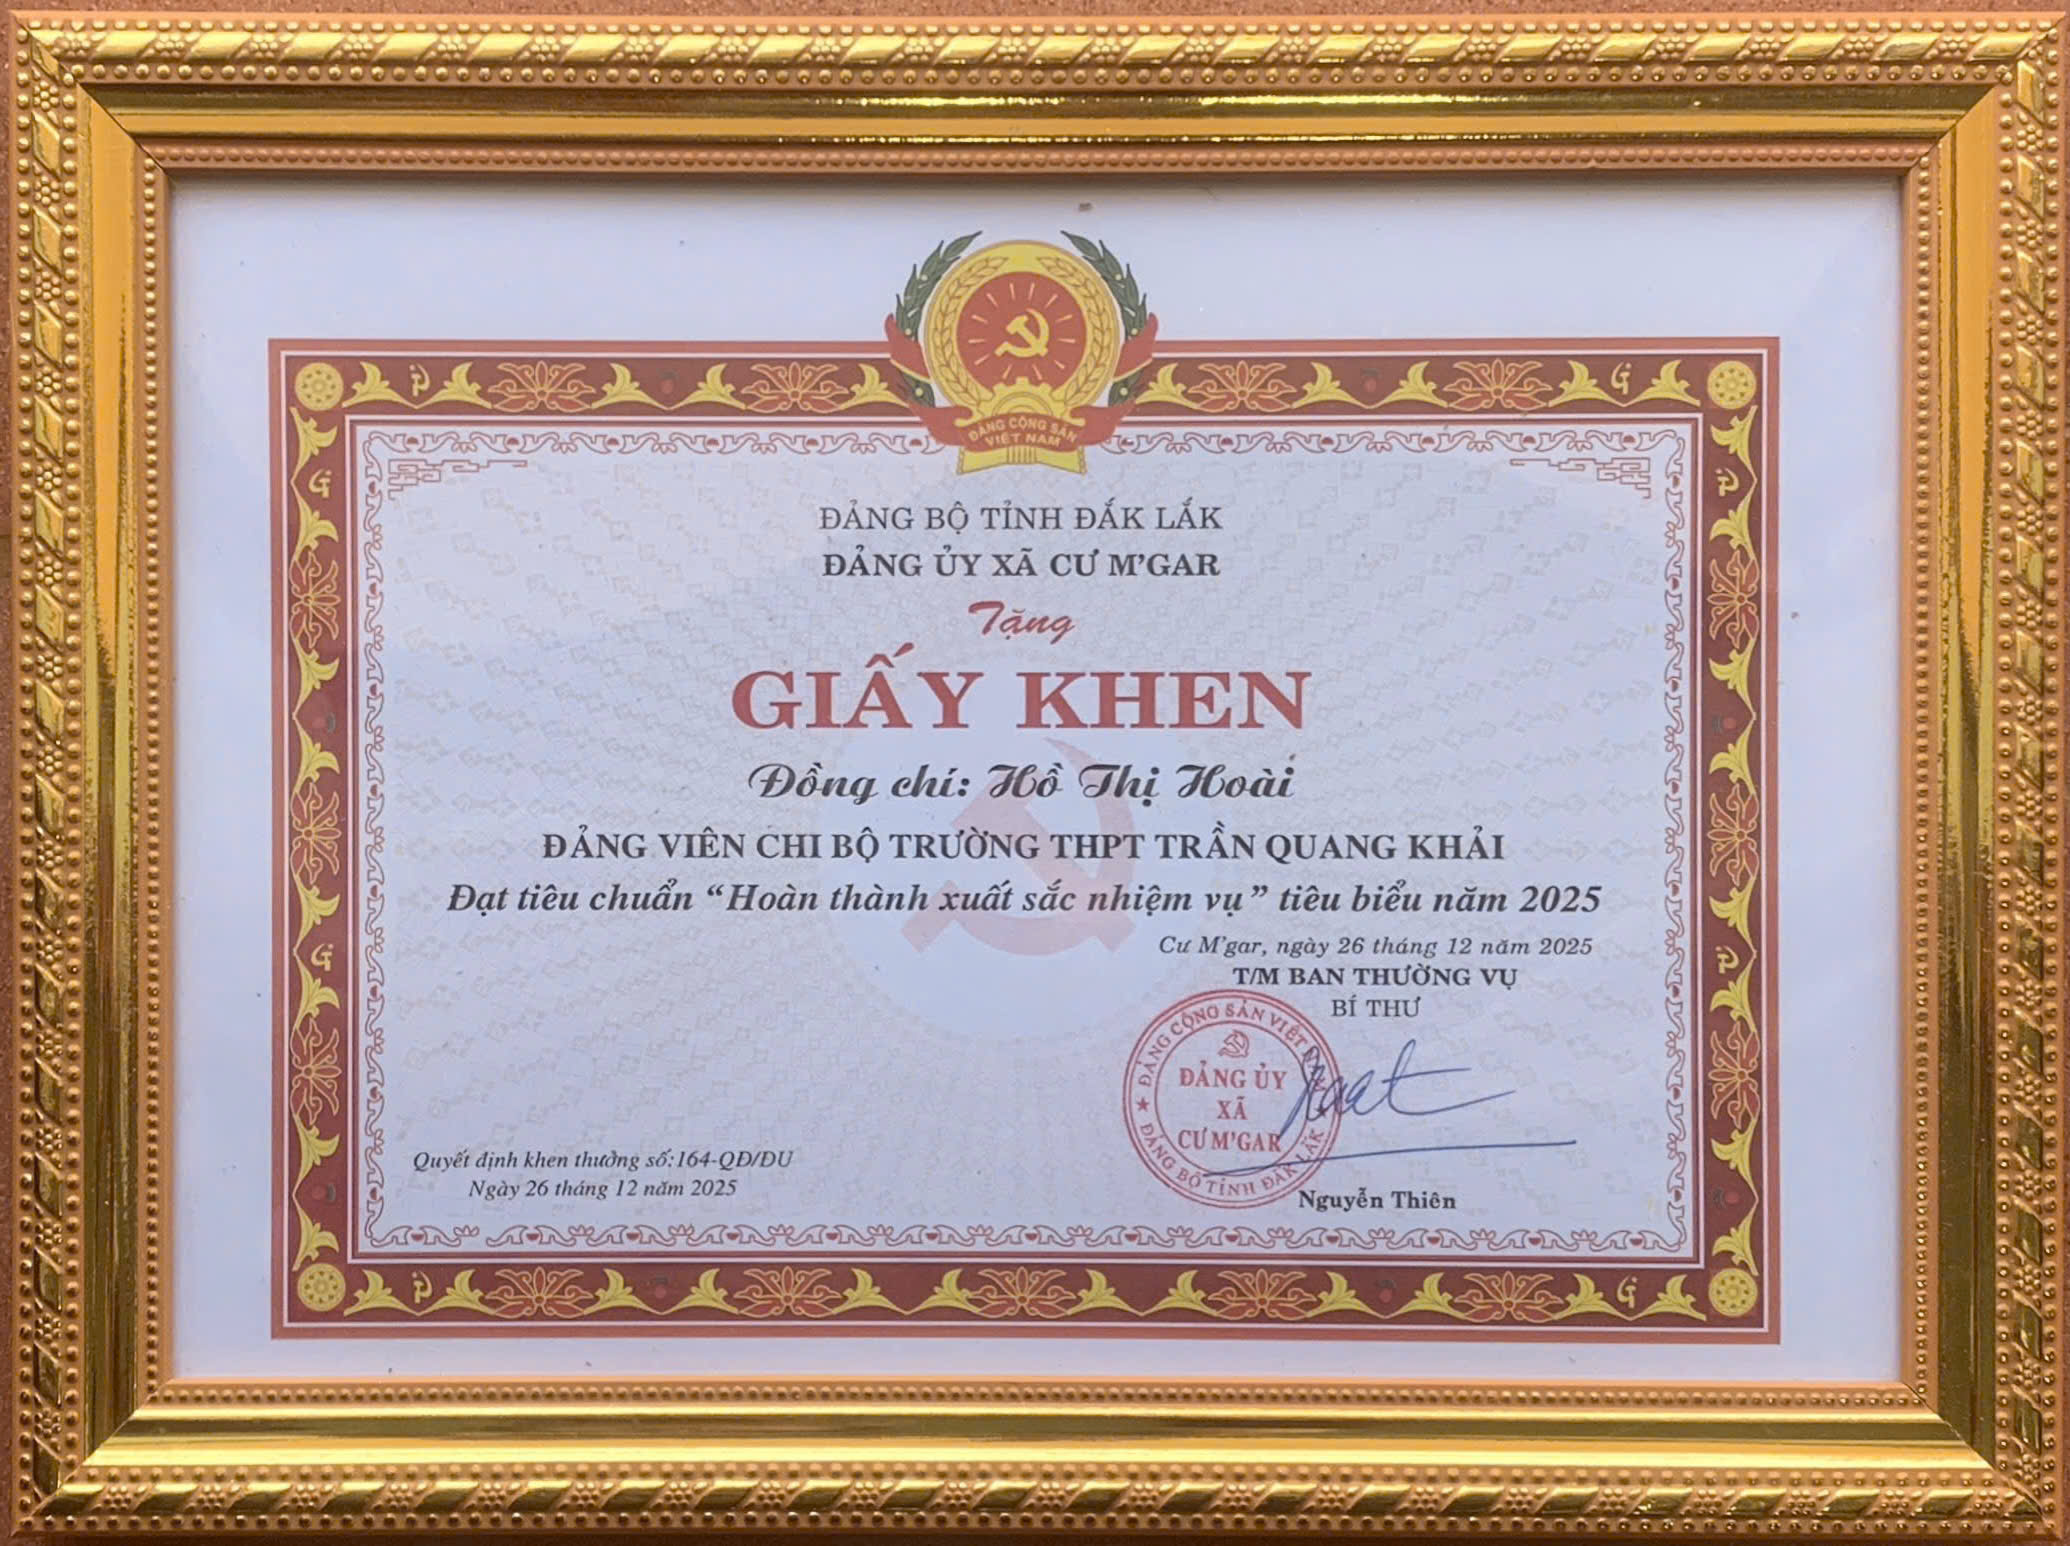 ĐẢNG CỘNG SẢN
VIỆT NAM
ĐẢNG BỘ TỈNH ĐẮK LẮK
ĐẢNG ỦY XÃ CƯ M'GAR
Tặng
GIẤY KHEN
Đồng chí: Hồ Thị Hoài
ĐẢNG VIÊN CHI BỘ TRƯỜNG THPT TRẦN QUANG KHẢI
Đạt tiêu chuẩn “Hoàn thành xuất sắc nhiệm vụ” tiêu biểu năm 2025
Cư M'gar, ngày 26 tháng 12 năm 2025
T/M BAN THƯỜNG VỤ
BÍ THƯ
ĐẢNG CỘNG SẢN VIỆT NAM
ĐẢNG ỦY
XÃ
CƯ M'GAR
ĐẢNG BỘ TỈNH ĐẮK LẮK
Quyết định khen thưởng số:164-QĐ/ĐU
Ngày 26 tháng 12 năm 2025
Nguyễn Thiên